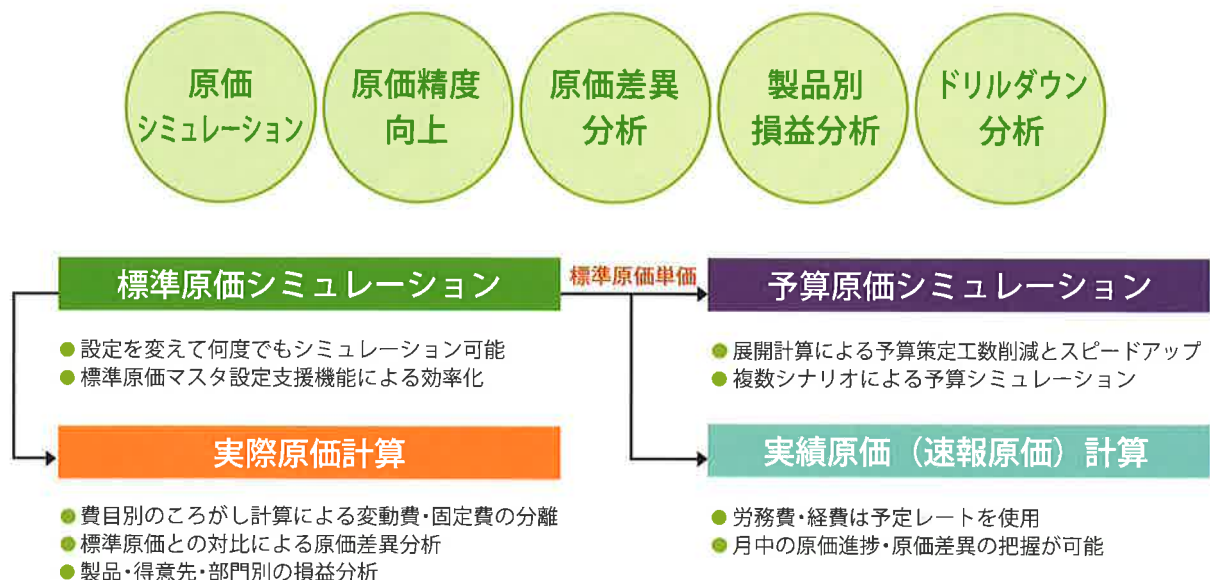 原価
シミュレーション
原価精度
向上
原価差異
分析
製品別
損益分析
ドリルダウン
分析
標準原価シミュレーション
標準原価単価
予算原価シミュレーション
●設定を変えて何度でもシミュレーション可能
●標準原価マスタ設定支援機能による効率化
●展開計算による予算策定工数削減とスピードアップ
●複数シナリオによる予算シミュレーション
実際原価計算
実績原価（速報原価）計算
●費目別のころがし計算による変動費・固定費の分離
●標準原価との対比による原価差異分析
●製品・得意先・部門別の損益分析
●労務費・経費は予定レートを使用
●月中の原価進捗・原価差異の把握が可能